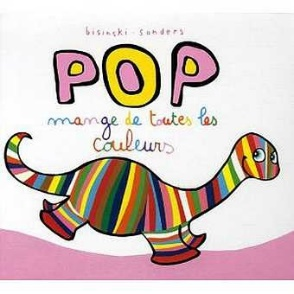 bisinski - sanders
POP
mange de toutes les
couleurs